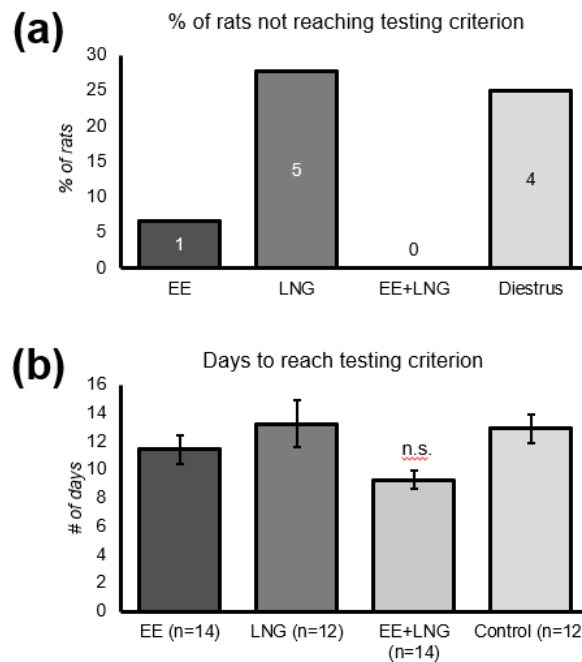 (a)
% of rats not reaching testing criterion
% of rats
30
25
20
15
10
5
0
1
5
0
4
EE
LNG
EE+LNG
Diestrus
(b)
Days to reach testing criterion
# of days
16
14
12
10
8
6
4
2
0
n.s.
EE (n=14)
LNG (n=12)
EE+LNG
(n=14)
Control (n=12